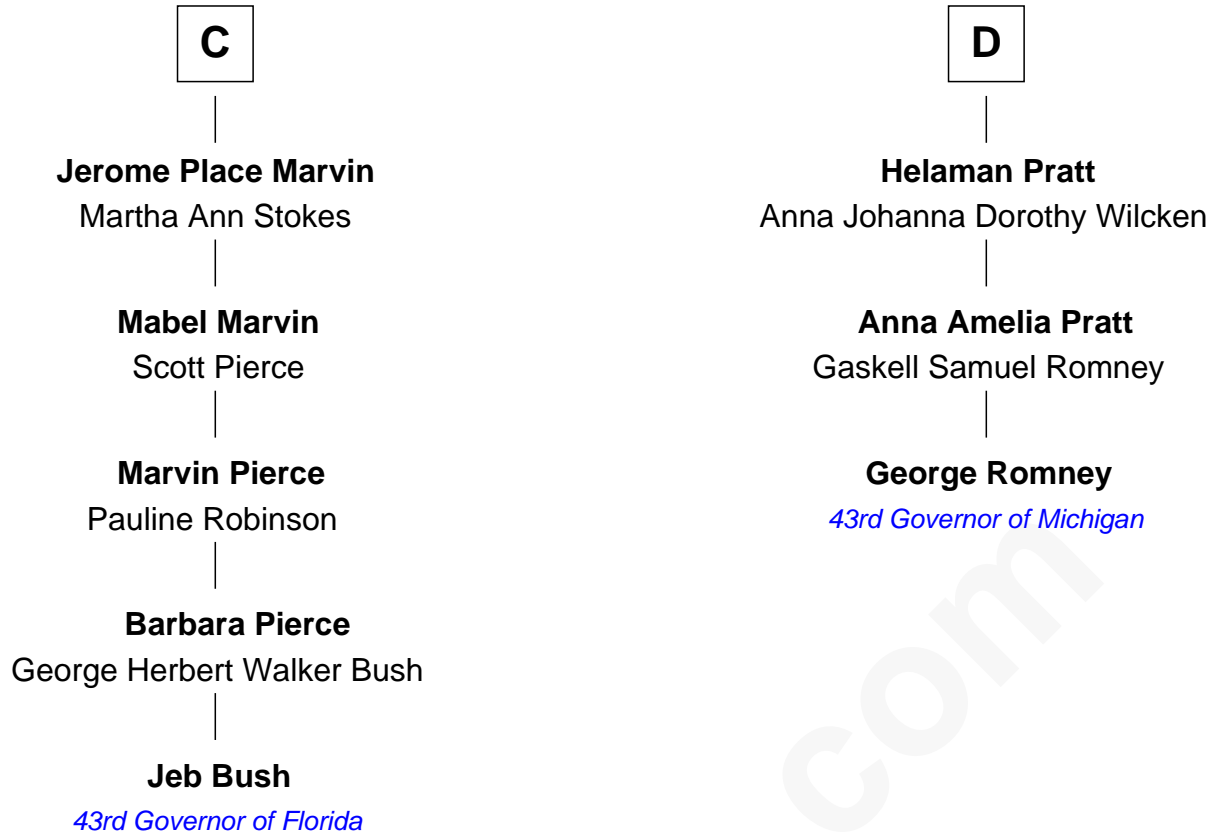 C
Jerome Place Marvin
Martha Ann Stokes
Mabel Marvin
Scott Pierce
Marvin Pierce
Pauline Robinson
Barbara Pierce
George Herbert Walker Bush
Jeb Bush
43rd Governor of Florida
D
Helaman Pratt
Anna Johanna Dorothy Wilcken
Anna Amelia Pratt
Gaskell Samuel Romney
George Romney
43rd Governor of Michigan
com